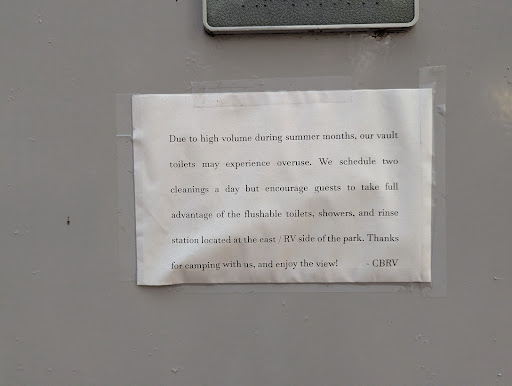 Due to high volume during summer months, our vault
toilets may experience overuse. We schedule two
cleanings a day but encourage guests to take full
advantage of the flushable toilets, showers, and rinse
station located at the east / RV side of the park. Thanks
for camping with us, and enjoy the view! - CBRV